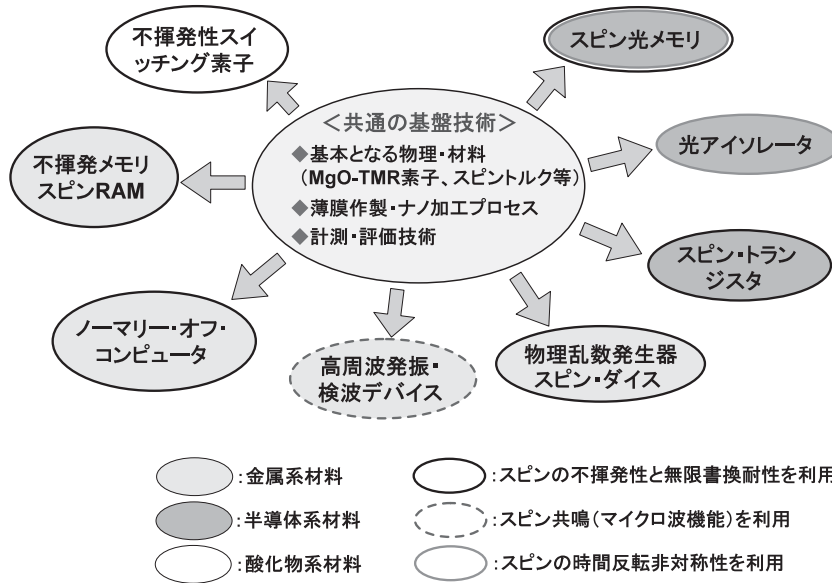 不揮発性スイ
ッチング素子
スピン光メモリ
<共通の基盤技術>
◆基本となる物理・材料
(MgO-TMR素子、スピントルク等)
◆薄膜作製・ナノ加工プロセス
◆計測・評価技術
光アイソレータ
不揮発メモリ
スピンRAM
スピン・トラン
ジスタ
ノーマリー・オフ・
コンピュータ
高周波発振・
検波デバイス
物理乱数発生器
スピン・ダイス
:金属系材料
:スピンの不揮発性と無限書換耐性を利用
:半導体系材料
:スピン共鳴(マイクロ波機能)を利用
:酸化物系材料
:スピンの時間反転非対称性を利用